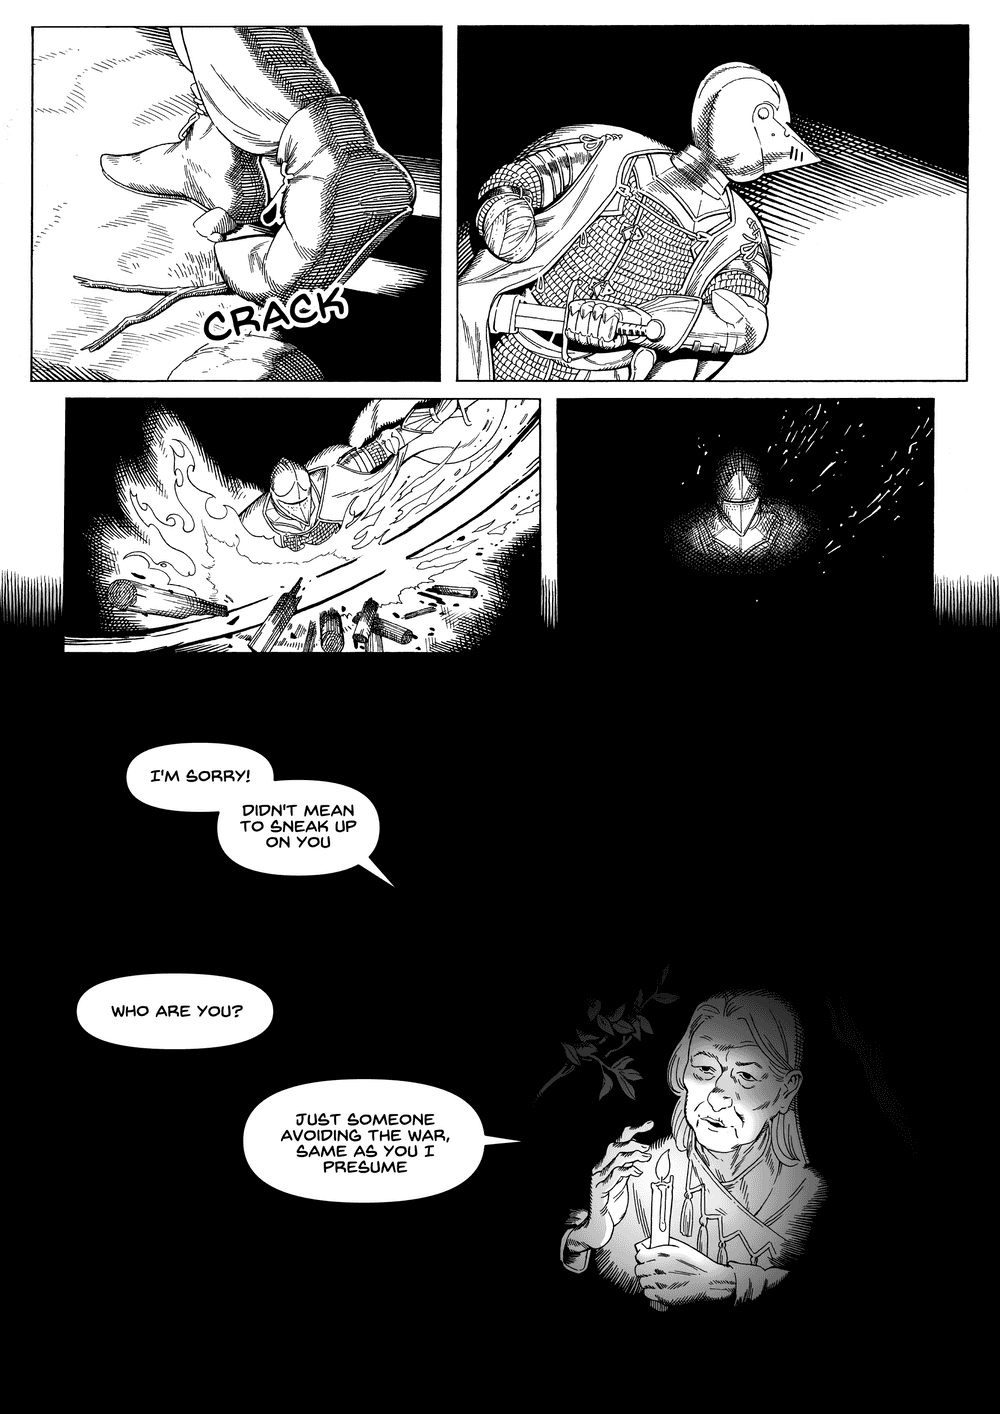 CRACK
I'M SORRY!
DIDN'T MEAN
TO SNEAK UP
ON YOU
WHO ARE YOU?
JUST SOMEONE
AVOIDING THE WAR,
SAME AS YOU I
PRESUME